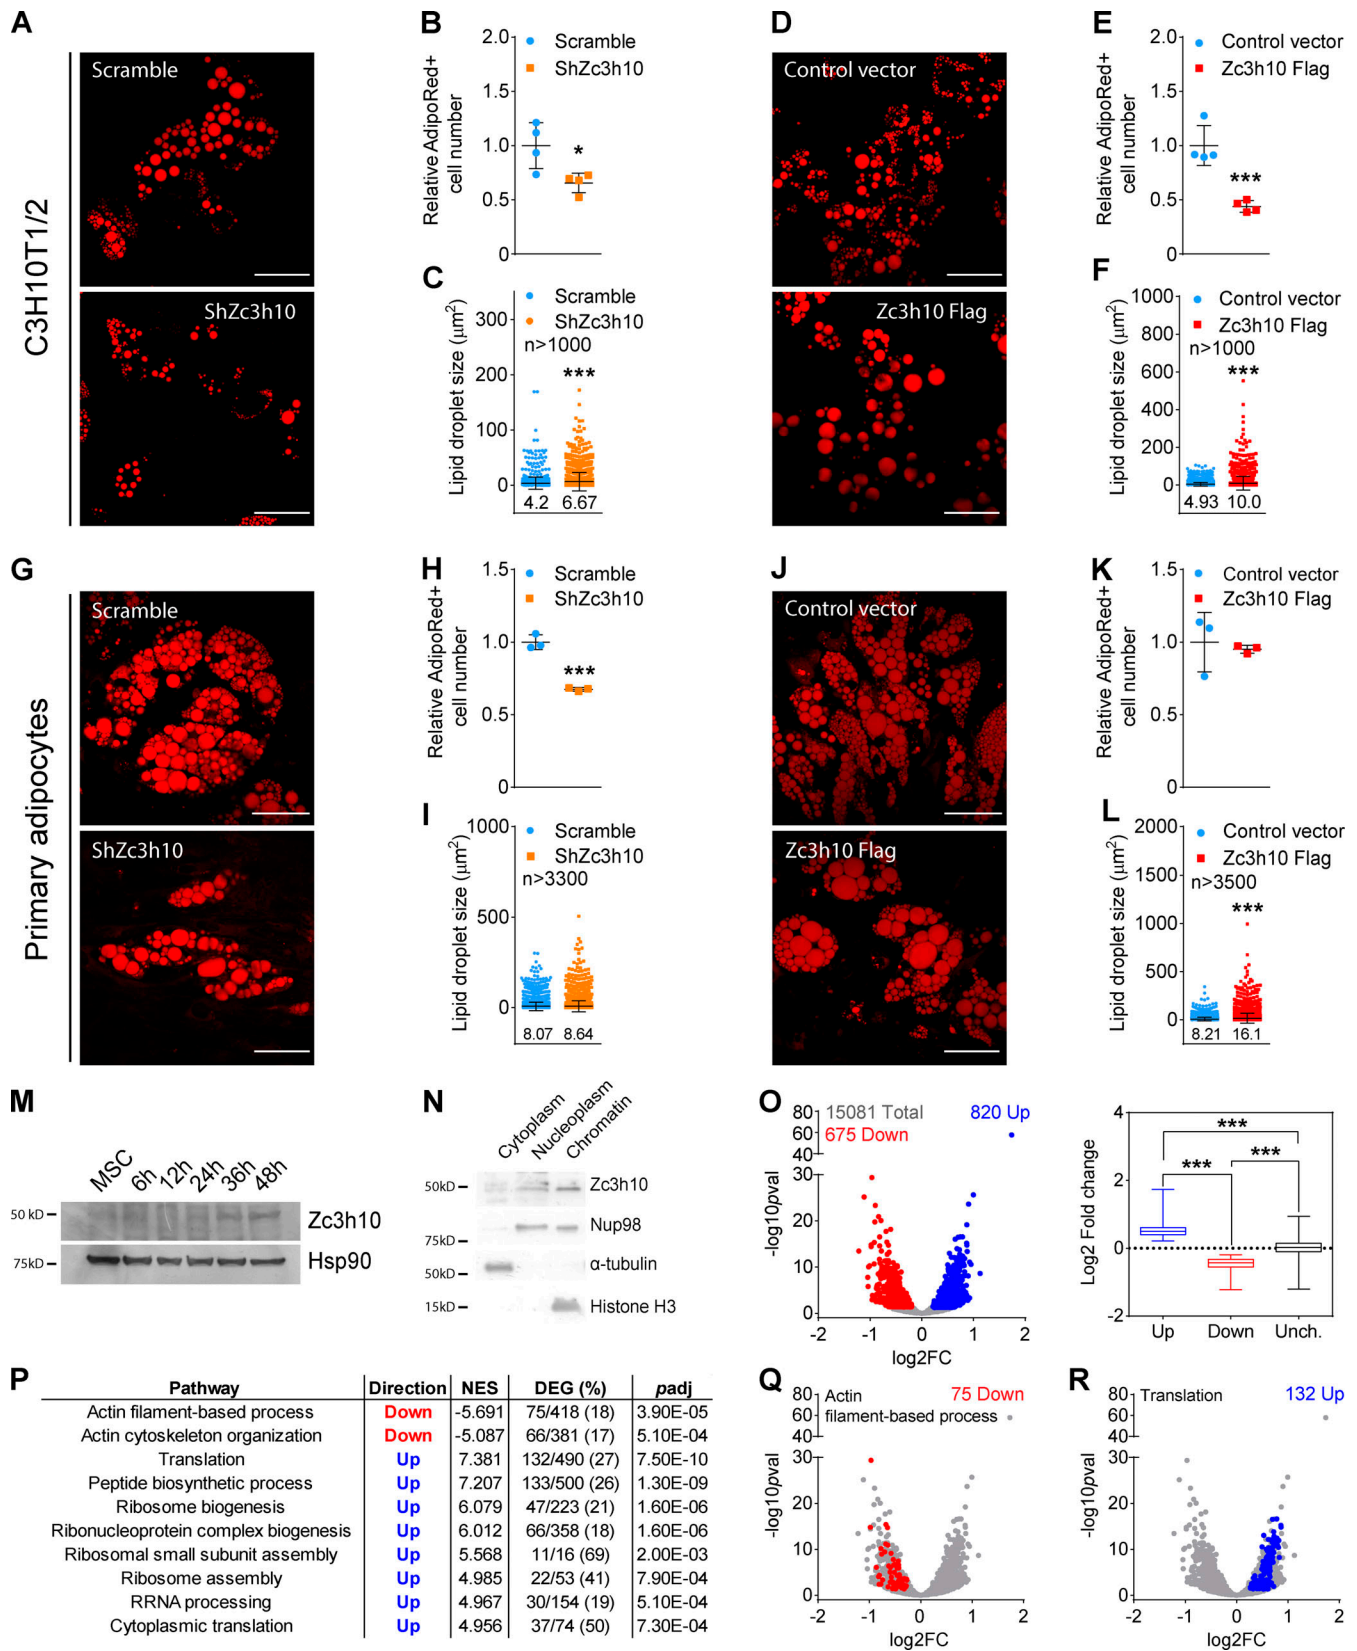 A
C3H10T1/2
Scramble
ShZc3h10
B
Relative AdipoRed+
cell number
2.0
1.5
1.0
0.5
0
Scramble
ShZc3h10
*
C
Lipid droplet size (µm²)
300
200
100
0
Scramble
ShZc3h10
n>1000
***
4.2 6.67
D
Control vector
Zc3h10 Flag
E
Relative AdipoRed+
cell number
2.0
1.5
1.0
0.5
0
Control vector
Zc3h10 Flag
***
F
Lipid droplet size (µm²)
1000
800
600
400
200
0
Control vector
Zc3h10 Flag
n>1000
***
4.93 10.0
G
Primary adipocytes
Scramble
ShZc3h10
H
Relative AdipoRed+
cell number
1.5
1.0
0.5
0
Scramble
ShZc3h10
***
I
Lipid droplet size (µm²)
1000
500
0
Scramble
ShZc3h10
n>3300
8.07 8.64
J
Control vector
Zc3h10 Flag
K
Relative AdipoRed+
cell number
1.5
1.0
0.5
0
Control vector
Zc3h10 Flag
L
Lipid droplet size (µm²)
2000
1500
1000
500
0
Control vector
Zc3h10 Flag
n>3500
***
8.21 16.1
M
MSC 6h 12h 24h 36h 48h
50 kD Zc3h10
75kD Hsp90
N
Cytoplasm Nucleoplasm Chromatin
50kD Zc3h10
Nup98
75kD
α-tubulin
50kD
15kD Histone H3
O
-log10pval
80
60
40
30
20
10
0
15081 Total 820 Up
675 Down
-2 -1 0 1 2
log2FC
Log2 Fold change
4
2
0
-2
***
*** ***
Up Down Unch.
P
Pathway Direction NES DEG (%) padj
Actin filament-based process Down -5.691 75/418 (18) 3.90E-05
Actin cytoskeleton organization Down -5.087 66/381 (17) 5.10E-04
Translation Up 7.381 132/490 (27) 7.50E-10
Peptide biosynthetic process Up 7.207 133/500 (26) 1.30E-09
Ribosome biogenesis Up 6.079 47/223 (21) 1.60E-06
Ribonucleoprotein complex biogenesis Up 6.012 66/358 (18) 1.60E-06
Ribosomal small subunit assembly Up 5.568 11/16 (69) 2.00E-03
Ribosome assembly Up 4.985 22/53 (41) 7.90E-04
RRNA processing Up 4.967 30/154 (19) 5.10E-04
Cytoplasmic translation Up 4.956 37/74 (50) 7.30E-04
Q
-log10pval
80
60
40
30
20
10
0
Actin 75 Down
filament-based process
-2 -1 0 1 2
log2FC
R
-log10pval
80
60
40
30
20
10
0
Translation 132 Up
-2 -1 0 1 2
log2FC